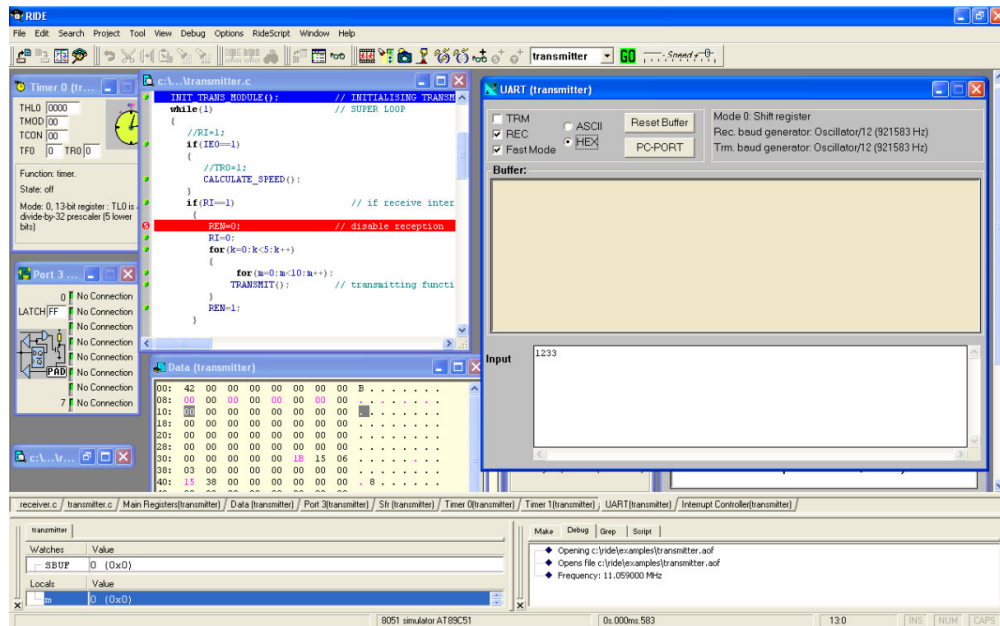 RIDE
File Edit Search Project Tool View Debug Options RideScript Window Help
transmitter GO Speed
Timer 0 (tr...
THL0 0000
TMOD 00
TCON 00
TF0 0 TR0 0
Function: timer.
State: off
Mode: 0, 13-bit register : TL0 is a
divide-by-32 prescaler (5 lower
bits)
Port 3 ...
0 No Connection
LATCH FF No Connection
No Connection
No Connection
No Connection
PAD No Connection
No Connection
7 No Connection
c:\...\r...
c:\...\transmitter.c
INIT_TRANS_MODULE(); // INITIALISING TRANSM
while(1) // SUPER LOOP
{
//RI=1;
if(IE0==1)
{
//TR0=1;
CALCULATE_SPEED();
}
if(RI==1) // if receive inter
{
REN=0; // disable reception
RI=0;
for(k=0;k<5;k++)
{
for(m=0;m<10;m++);
TRANSMIT(); // transmitting functi
}
REN=1;
}
Data (transmitter)
00: 42 00 00 00 00 00 00 00 B . . . . . . .
08: 00 00 00 00 00 00 00 00 . . . . . . . .
10: 00 00 00 00 00 00 00 00 . . . . . . . .
18: 00 00 00 00 00 00 00 00 . . . . . . . .
20: 00 00 00 00 00 00 00 00 . . . . . . . .
28: 00 00 00 00 00 00 00 00 . . . . . . . .
30: 00 00 00 00 00 1B 15 06 . . . . . . . .
38: 03 00 00 00 00 00 00 00 . . . . . . . .
40: 15 38 00 00 00 00 00 00 . 8 . . . . . .
UART (transmitter)
TRM
REC
Fast Mode
ASCII
HEX
Reset Buffer
PC-PORT
Mode 0: Shift register
Rec. baud generator: Oscillator/12 (921583 Hz)
Trm. baud generator: Oscillator/12 (921583 Hz)
Buffer:
Input 1233
receiver.c / transmitter.c / Main Registers(transmitter) / Data (transmitter) / Port 3(transmitter) / Sfr (transmitter) / Timer 0(transmitter) / Timer 1(transmitter) / UART(transmitter) / Interrupt Controller(transmitter) /
transmitter
Watches Value
SBUF 0 (0x0)
Locals Value
m 0 (0x0)
Make Debug Grep Script
Opening c:\ride\examples\transmitter.aof
Opens file c:\ride\examples\transmitter.aof
Frequency: 11.059000 MHz
8051 simulator AT89C51 0s.000ms.583 13:0 INS NUM CAPS